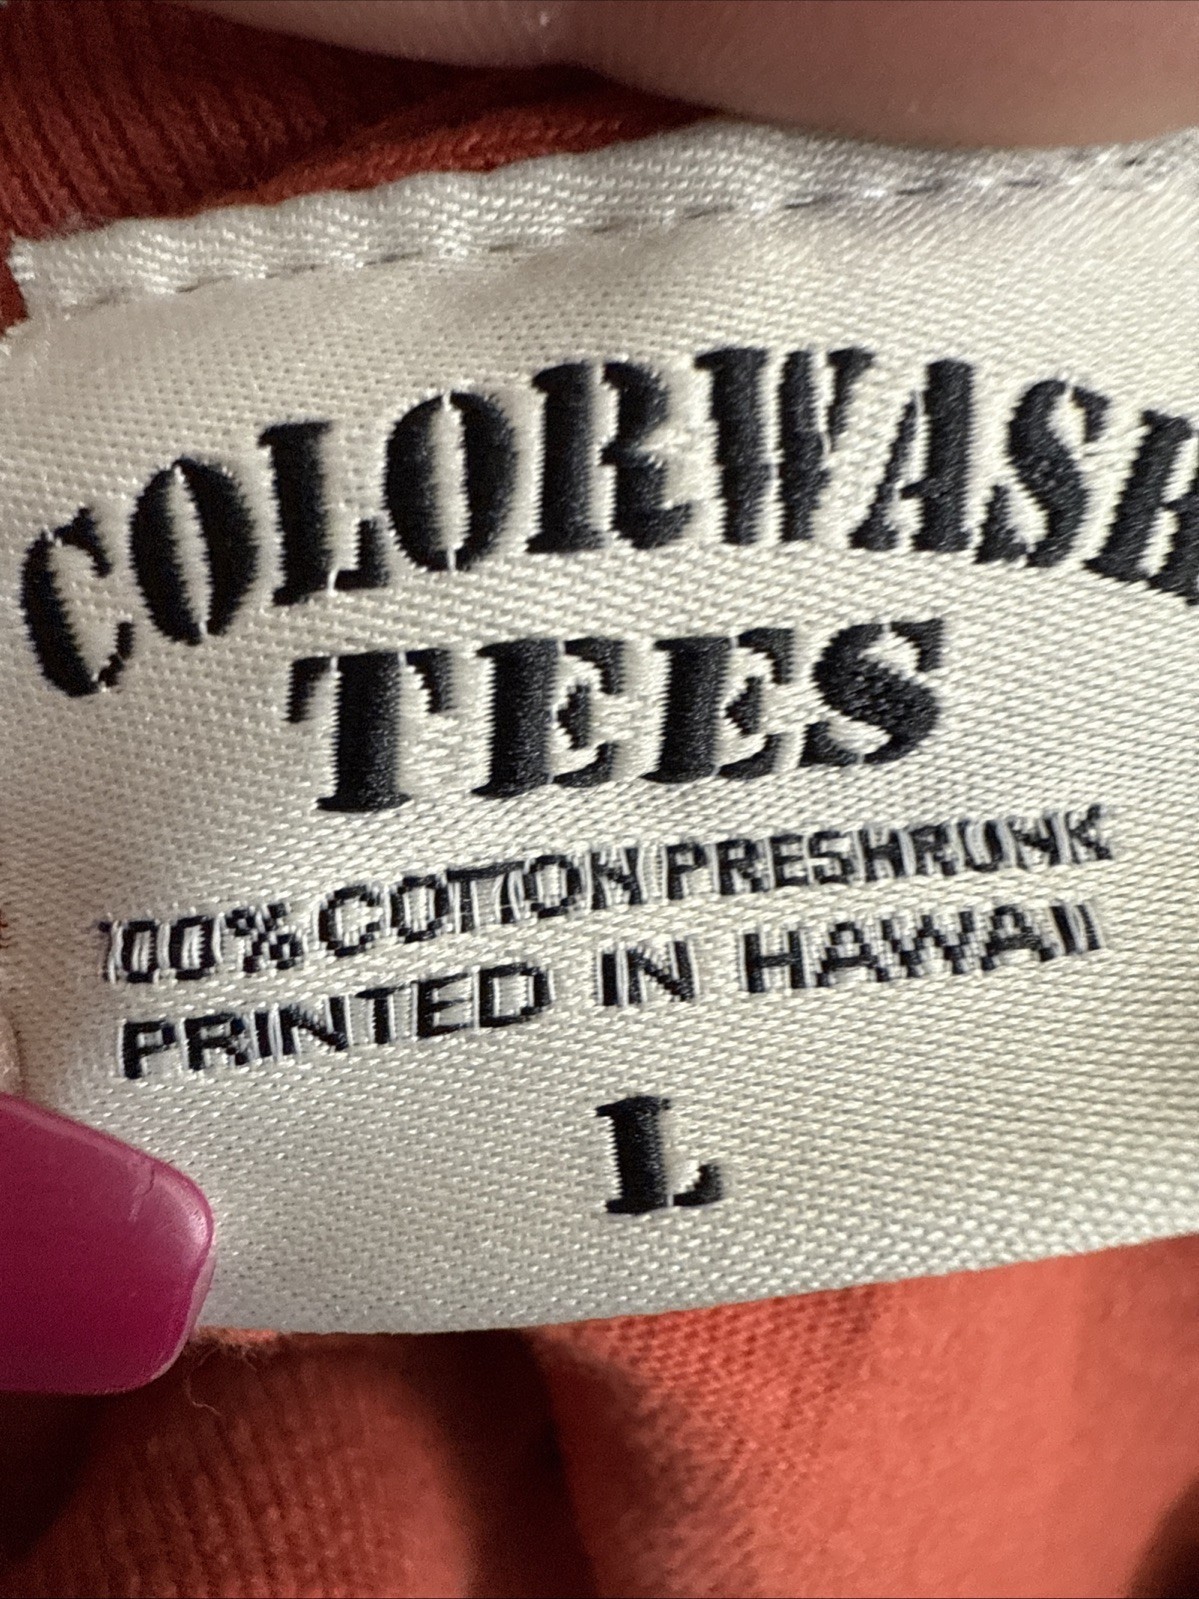 COLORWASH
TEES
100% COTTON PRESHRUNK
PRINTED IN HAWAII
L